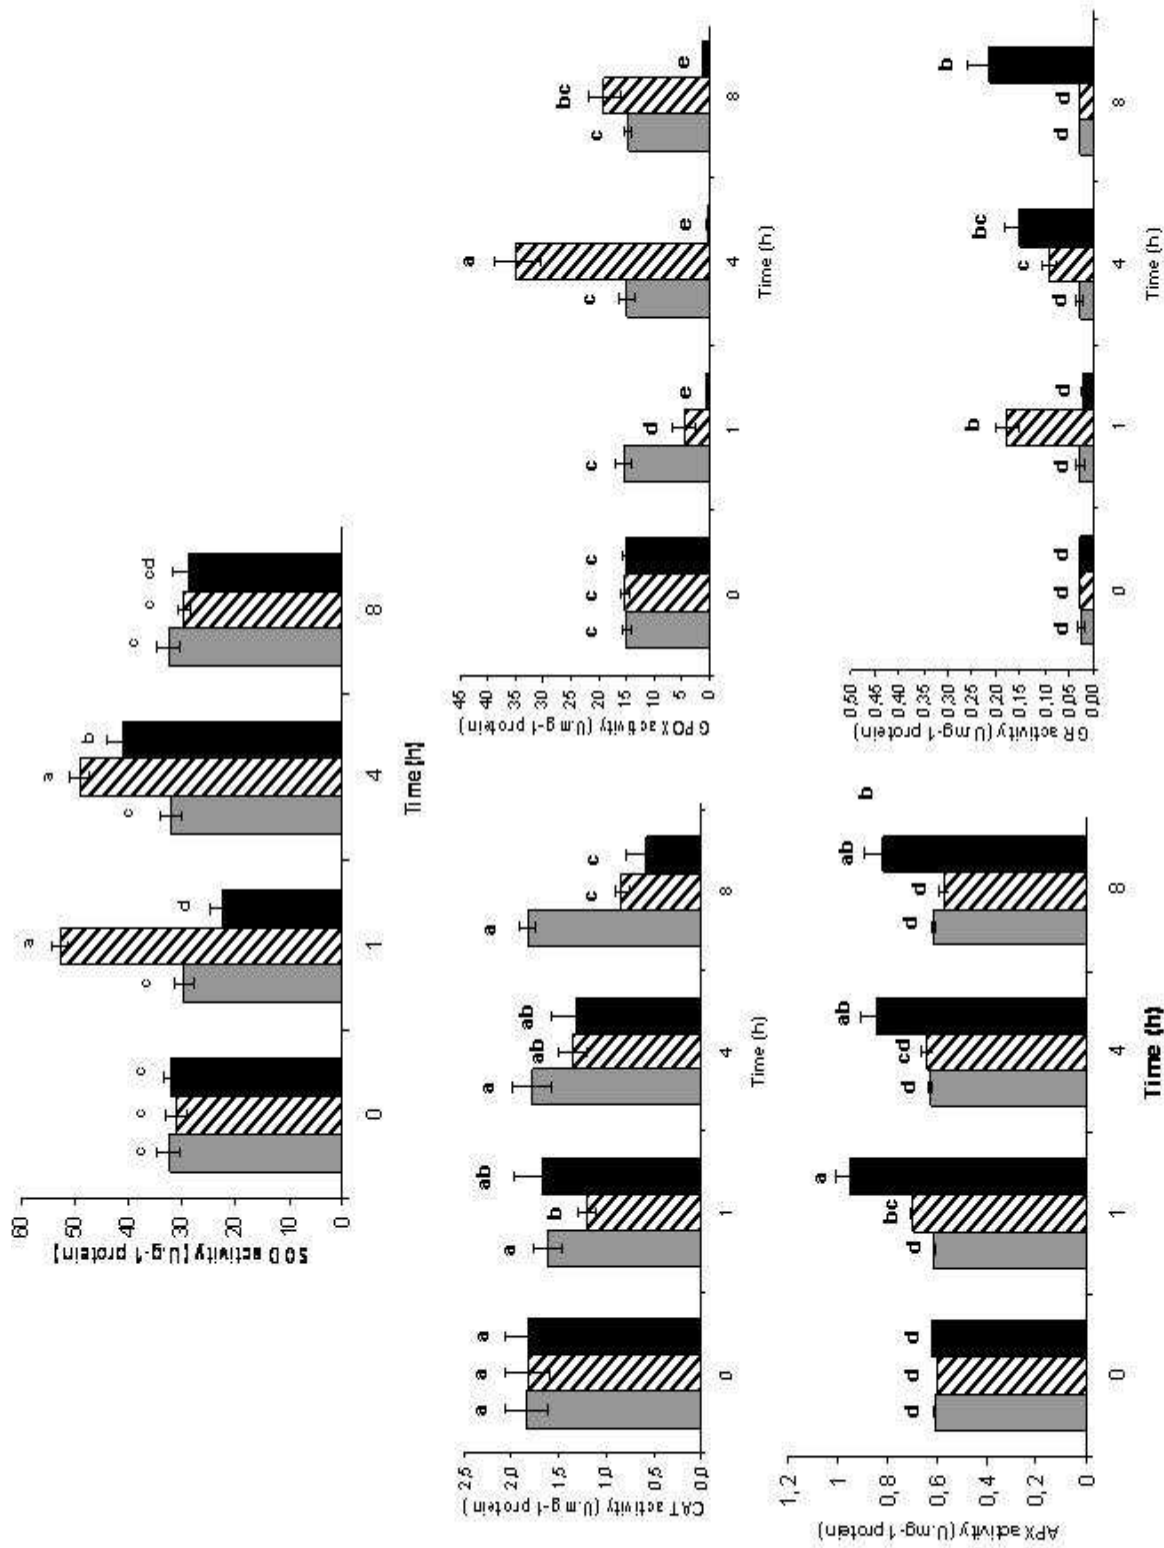 SOD activity [U.g-1 protein]
60
50
40
30
20
10
0
c c c
c a d
c a b
c c cd
0 1 4 8
Time [h]
CAT activity (U.mg-1 protein)
2,5
2,0
1,5
1,0
0,5
0,0
a a a
a b ab
a ab ab
a c c
0 1 4 8
Time (h)
GPOX activity (U.mg-1 protein)
45
40
35
30
25
20
15
10
5
0
c c c
c d e
c a e
c bc e
0 1 4 8
Time (h)
APX activity (U.mg-1 protein)
1,2
1
0,8
0,6
0,4
0,2
0
d d d
d bc a
d cd ab
d d ab
b
0 1 4 8
Time (h)
GR activity (U.mg-1 protein)
0,50
0,45
0,40
0,35
0,30
0,25
0,20
0,15
0,10
0,05
0,00
d d d
d b d
d c bc
d d b
0 1 4 8
Time (h)